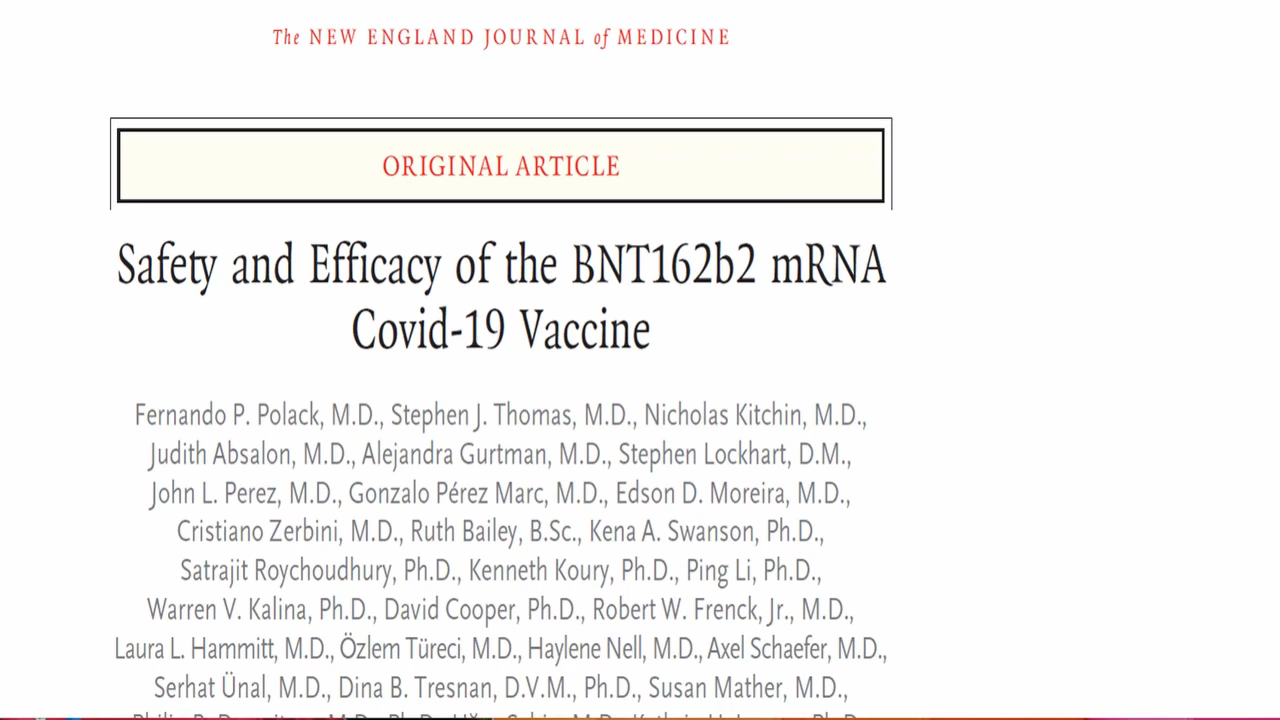 The NEW ENGLAND JOURNAL of MEDICINE
ORIGINAL ARTICLE
Safety and Efficacy of the BNT162b2 mRNA
Covid-19 Vaccine
Fernando P. Polack, M.D., Stephen J. Thomas, M.D., Nicholas Kitchin, M.D.,
Judith Absalon, M.D., Alejandra Gurtman, M.D., Stephen Lockhart, D.M.,
John L. Perez, M.D., Gonzalo Pérez Marc, M.D., Edson D. Moreira, M.D.,
Cristiano Zerbini, M.D., Ruth Bailey, B.Sc., Kena A. Swanson, Ph.D.,
Satrajit Roychoudhury, Ph.D., Kenneth Koury, Ph.D., Ping Li, Ph.D.,
Warren V. Kalina, Ph.D., David Cooper, Ph.D., Robert W. Frenck, Jr., M.D.,
Laura L. Hammitt, M.D., Özlem Türeci, M.D., Haylene Nell, M.D., Axel Schaefer, M.D.,
Serhat Ünal, M.D., Dina B. Tresnan, D.V.M., Ph.D., Susan Mather, M.D.,